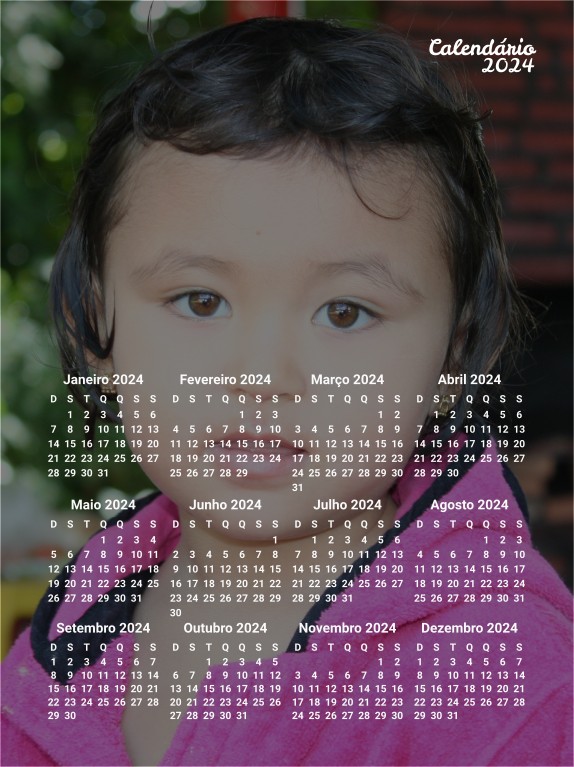 Calendário
2024
Janeiro 2024 Fevereiro 2024 Março 2024 Abril 2024
D S T Q Q S S D S T Q Q S S D S T Q Q S S D S T Q Q S S
1 2 3 4 5 6 1 2 3 1 2 1 2 3 4 5 6
7 8 9 10 11 12 13 4 5 6 7 8 9 10 3 4 5 6 7 8 9 7 8 9 10 11 12 13
14 15 16 17 18 19 20 11 12 13 14 15 16 17 10 11 12 13 14 15 16 14 15 16 17 18 19 20
21 22 23 24 25 26 27 18 19 20 21 22 23 24 17 18 19 20 21 22 23 21 22 23 24 25 26 27
28 29 30 31 25 26 27 28 29 24 25 26 27 28 29 30 28 29 30
31
Maio 2024 Junho 2024 Julho 2024 Agosto 2024
D S T Q Q S S D S T Q Q S S D S T Q Q S S D S T Q Q S S
1 2 3 4 1 1 2 3 4 5 6 1 2 3
5 6 7 8 9 10 11 2 3 4 5 6 7 8 7 8 9 10 11 12 13 4 5 6 7 8 9 10
12 13 14 15 16 17 18 9 10 11 12 13 14 15 14 15 16 17 18 19 20 11 12 13 14 15 16 17
19 20 21 22 23 24 25 16 17 18 19 20 21 22 21 22 23 24 25 26 27 18 19 20 21 22 23 24
26 27 28 29 30 31 23 24 25 26 27 28 29 28 29 30 31 25 26 27 28 29 30 31
30
Setembro 2024 Outubro 2024 Novembro 2024 Dezembro 2024
D S T Q Q S S D S T Q Q S S D S T Q Q S S D S T Q Q S S
1 2 3 4 5 6 7 1 2 3 4 5 1 2 1 2 3 4 5 6 7
8 9 10 11 12 13 14 6 7 8 9 10 11 12 3 4 5 6 7 8 9 8 9 10 11 12 13 14
15 16 17 18 19 20 21 13 14 15 16 17 18 19 10 11 12 13 14 15 16 15 16 17 18 19 20 21
22 23 24 25 26 27 28 20 21 22 23 24 25 26 17 18 19 20 21 22 23 22 23 24 25 26 27 28
29 30 27 28 29 30 31 24 25 26 27 28 29 30 29 30 31